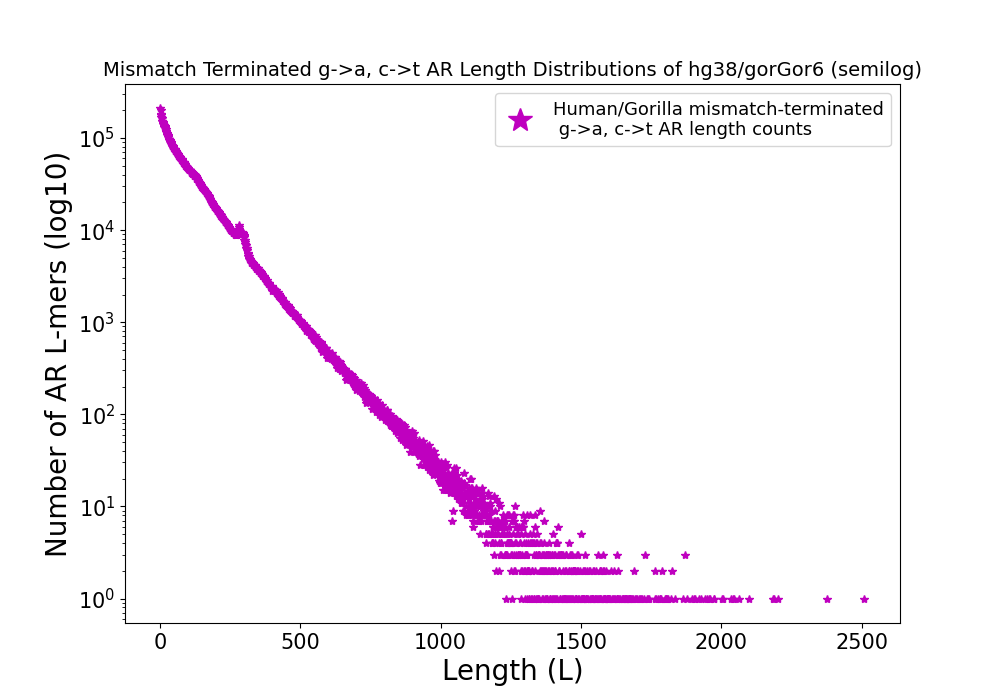 Mismatch Terminated g->a, c->t AR Length Distributions of hg38/gorGor6 (semilog)
Human/Gorilla mismatch-terminated
g->a, c->t AR length counts
Number of AR L-mers (log10)
10^5
10^4
10^3
10^2
10^1
10^0
0 500 1000 1500 2000 2500
Length (L)